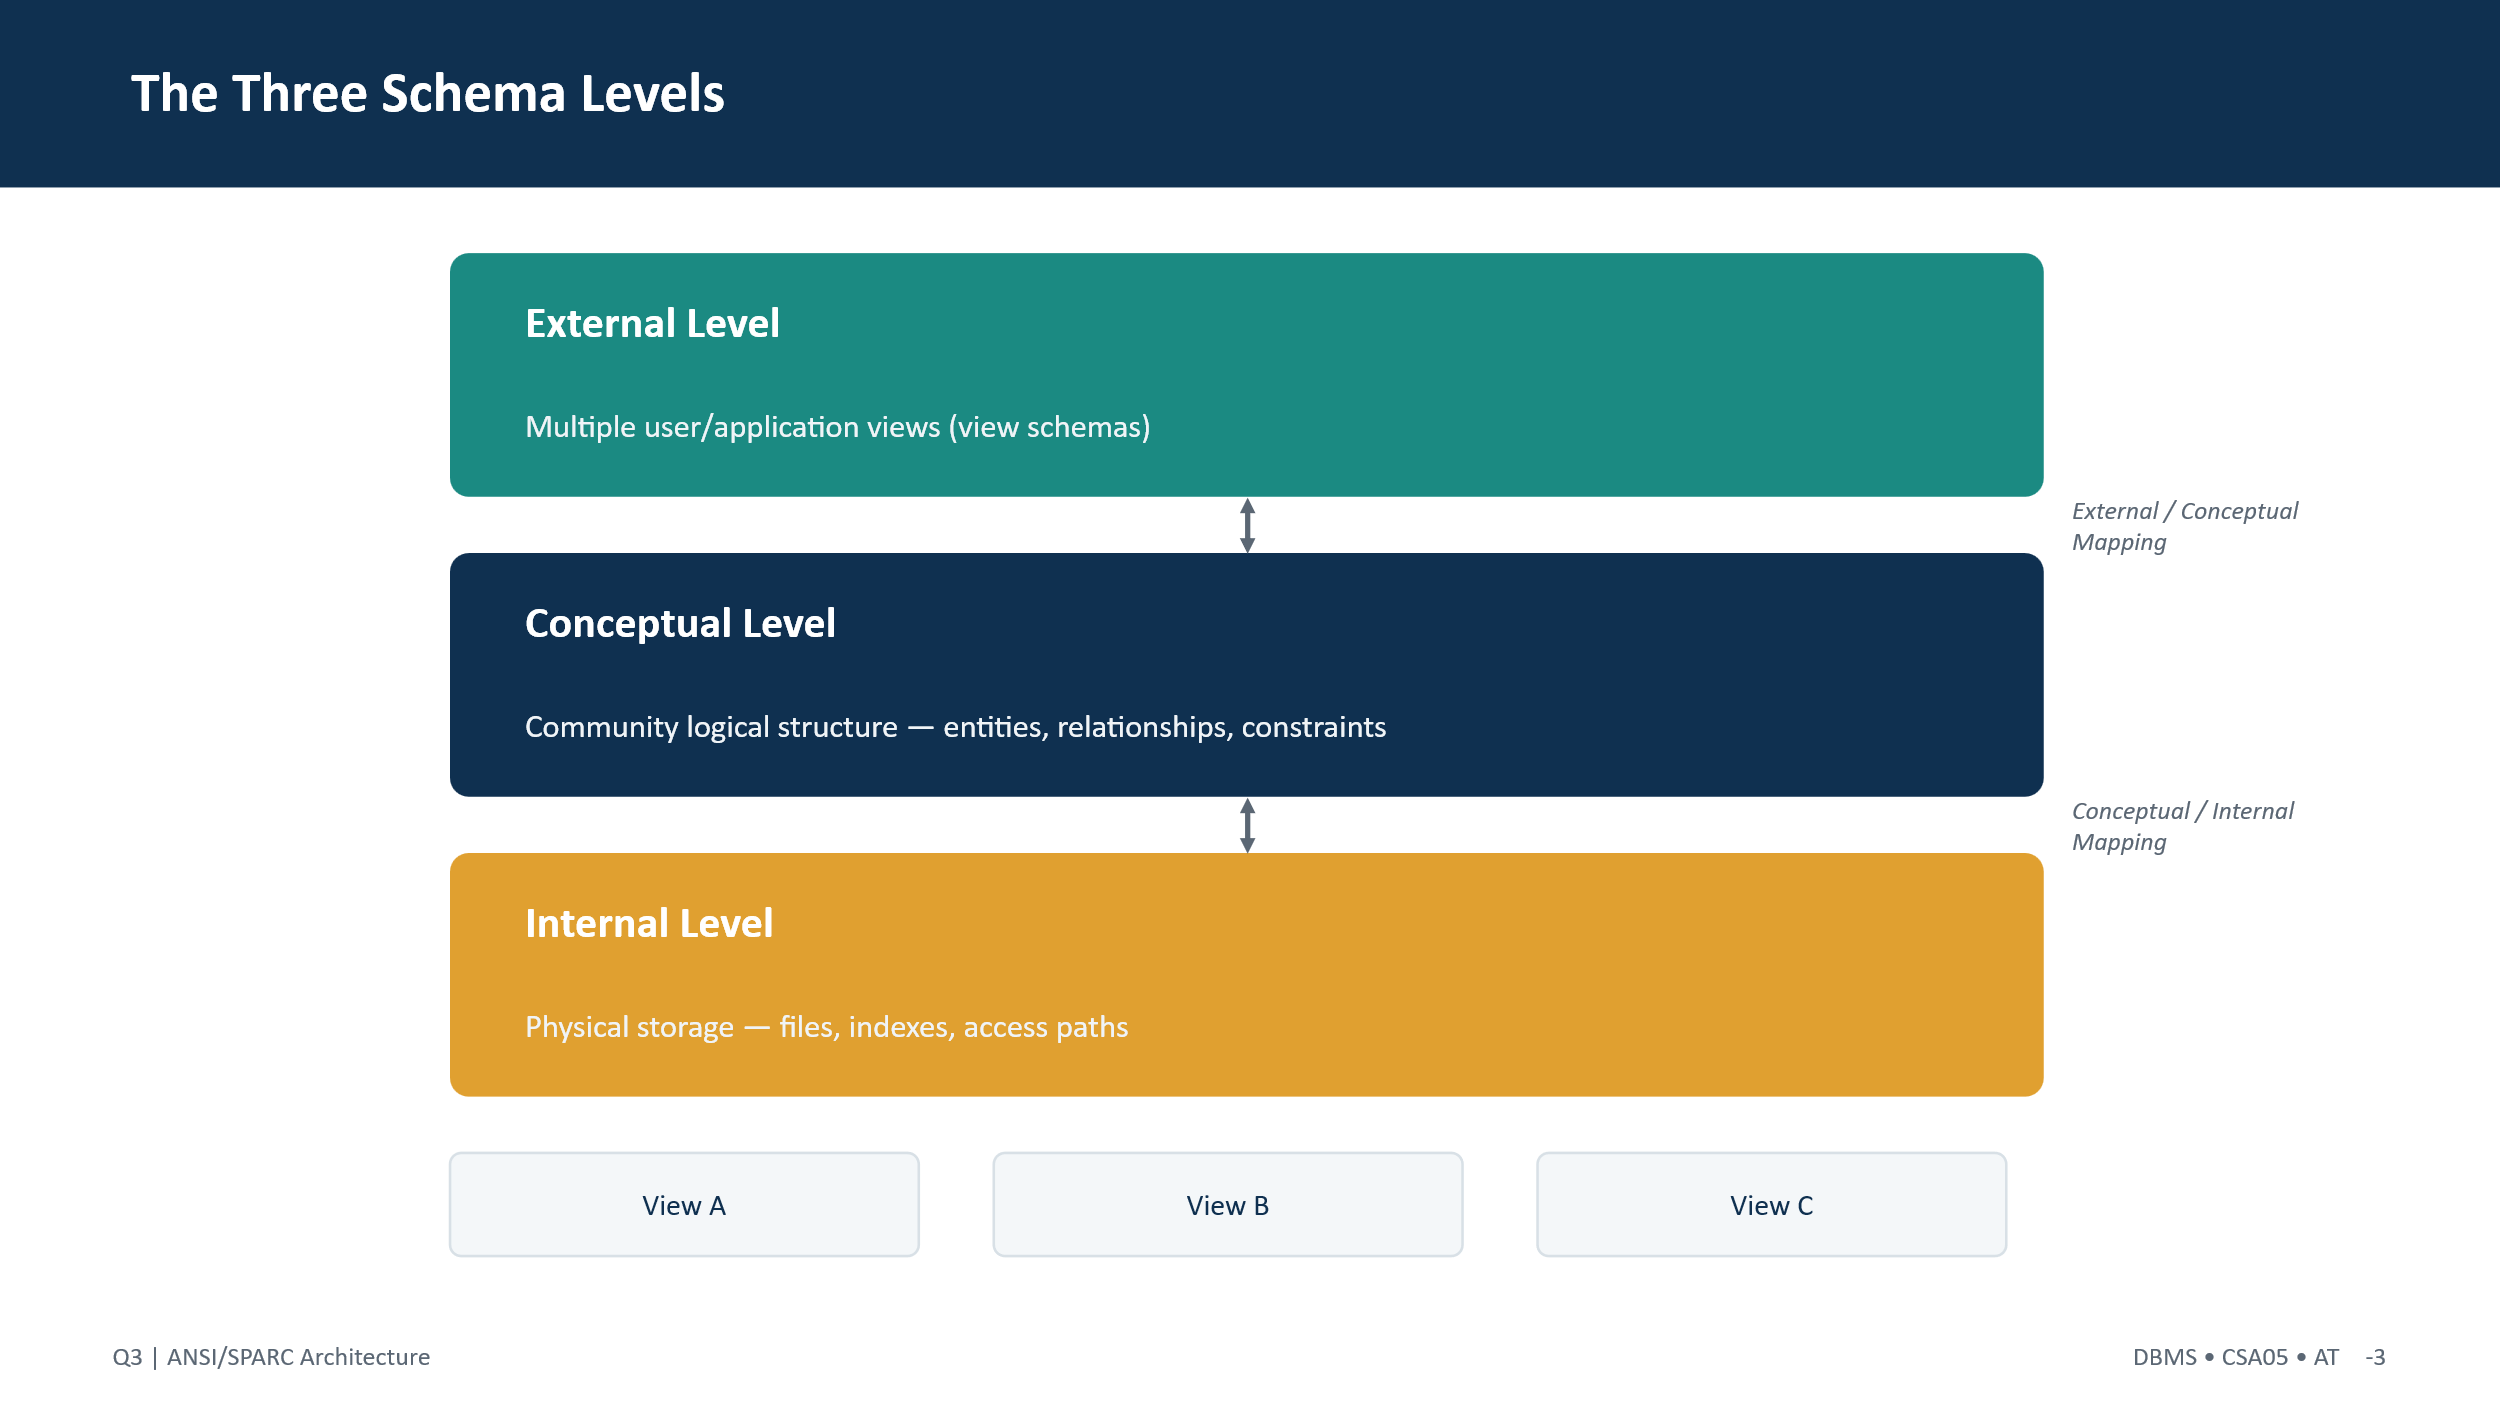 The Three Schema Levels
External Level
Multiple user/application views (view schemas)
External / Conceptual
Mapping
Conceptual Level
Community logical structure — entities, relationships, constraints
Conceptual / Internal
Mapping
Internal Level
Physical storage — files, indexes, access paths
View A
View B
View C
Q3 | ANSI/SPARC Architecture
DBMS • CSA05 • AT -3